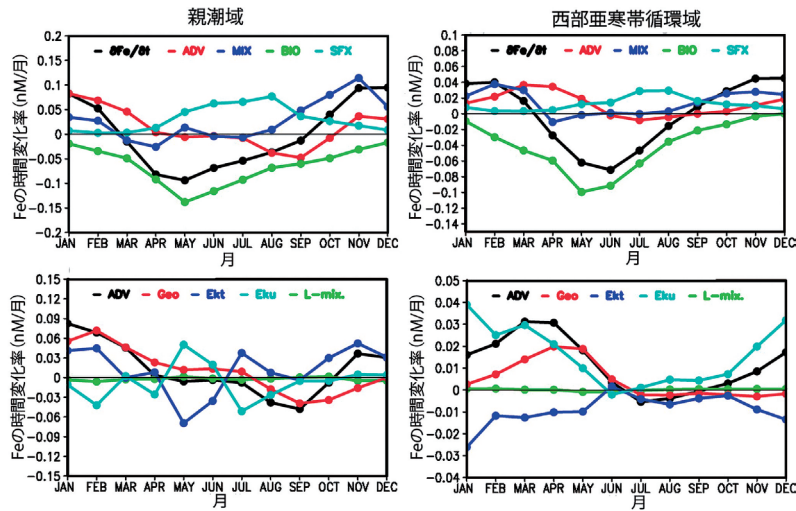 親潮域
西部亜寒帯循環域
∂Fe/∂t ADV MIX BIO SFX
Feの時間変化率 (nM/月)
0.2
0.15
0.1
0.05
0
-0.05
-0.1
-0.15
-0.2
JAN FEB MAR APR MAY JUN JUL AUG SEP OCT NOV DEC
月
∂Fe/∂t ADV MIX BIO SFX
Feの時間変化率 (nM/月)
0.1
0.08
0.06
0.04
0.02
0
-0.02
-0.04
-0.06
-0.08
-0.1
-0.12
-0.14
JAN FEB MAR APR MAY JUN JUL AUG SEP OCT NOV DEC
月
ADV Geo Ekt Eku L-mix.
Feの時間変化率 (nM/月)
0.15
0.12
0.09
0.06
0.03
0
-0.03
-0.06
-0.09
-0.12
-0.15
JAN FEB MAR APR MAY JUN JUL AUG SEP OCT NOV DEC
月
ADV Geo Ekt Eku L-mix.
Feの時間変化率 (nM/月)
0.05
0.04
0.03
0.02
0.01
0
-0.01
-0.02
-0.03
-0.04
JAN FEB MAR APR MAY JUN JUL AUG SEP OCT NOV DEC
月